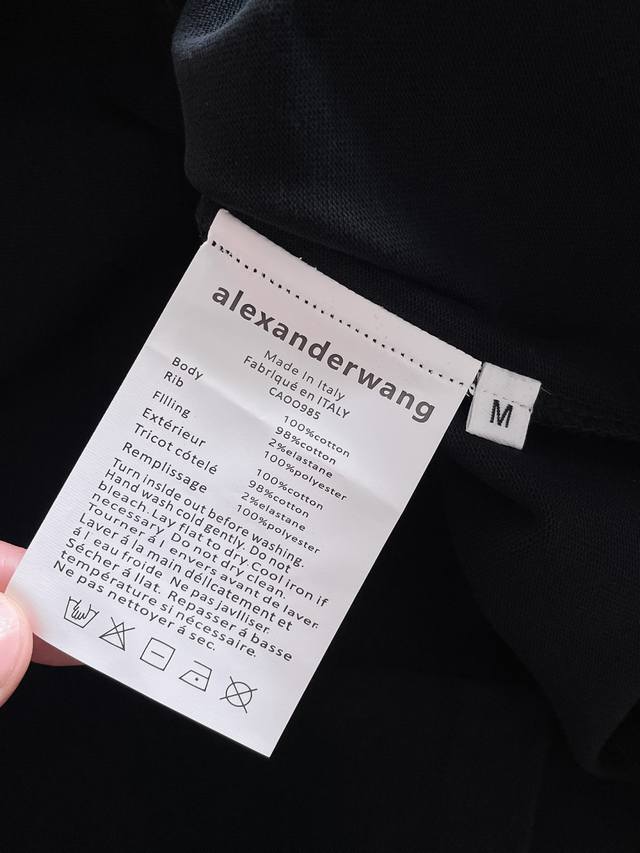 alexanderwang
Made in Italy
Fabriqué en ITALY
CAOO985
Body 100%cotton
Rib 98%cotton
2%elastane
Filling 100%polyester
Extérieur 100%cotton
Tricot côtelé 98%cotton
2%elastane
Remplissage 100%polyester
Turn inside out before washing.
Hand wash cold gently. Do not
bleach. Lay flat to dry. Cool iron if
necessary. Do not dry clean.
Tourner á l, envers avant de laver.
Laver á la main délicatement et
á l eau froide. Ne pas javlliser.
Sécher á llat. Repasser á basse
température si nécessaire.
Ne pas nettoyer á sec.
M